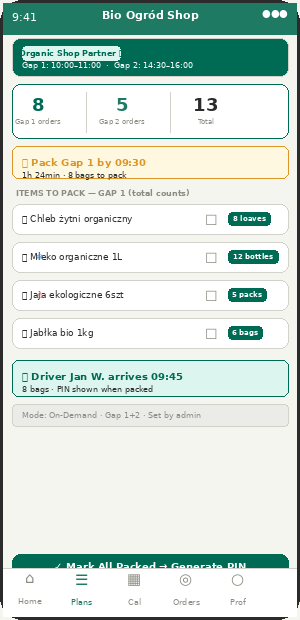 9:41
Bio Ogród Shop
Organic Shop Partner
Gap 1: 10:00–11:00 · Gap 2: 14:30–16:00
8
5
13
Gap 1 orders
Gap 2 orders
Total
Pack Gap 1 by 09:30
1h 24min · 8 bags to pack
ITEMS TO PACK — GAP 1 (total counts)
Chleb żytni organiczny
8 loaves
Mleko organiczne 1L
12 bottles
Jaja ekologiczne 6szt
5 packs
Jabłka bio 1kg
6 bags
Driver Jan W. arrives 09:45
8 bags · PIN shown when packed
Mode: On-Demand · Gap 1+2 · Set by admin
✓ Mark All Packed → Generate PIN
Home
Plans
Cal
Orders
Prof